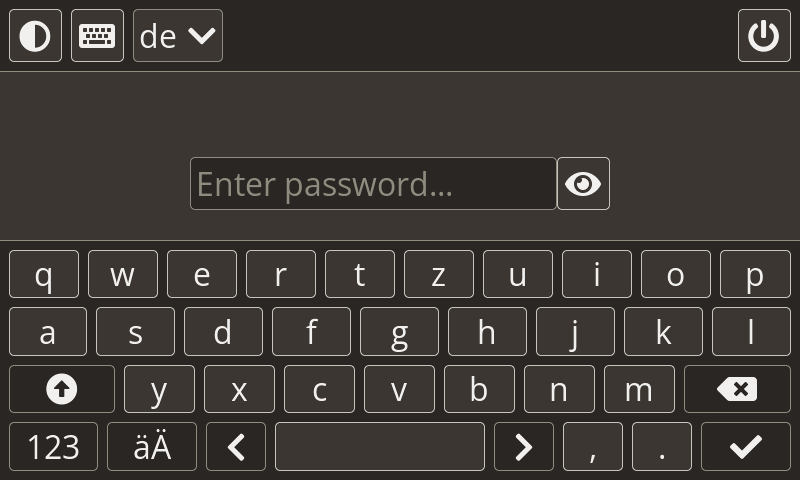 de
Enter password...
q w e r t z u i o p
a s d f g h j k l
y x c v b n m
123 äÄ , .